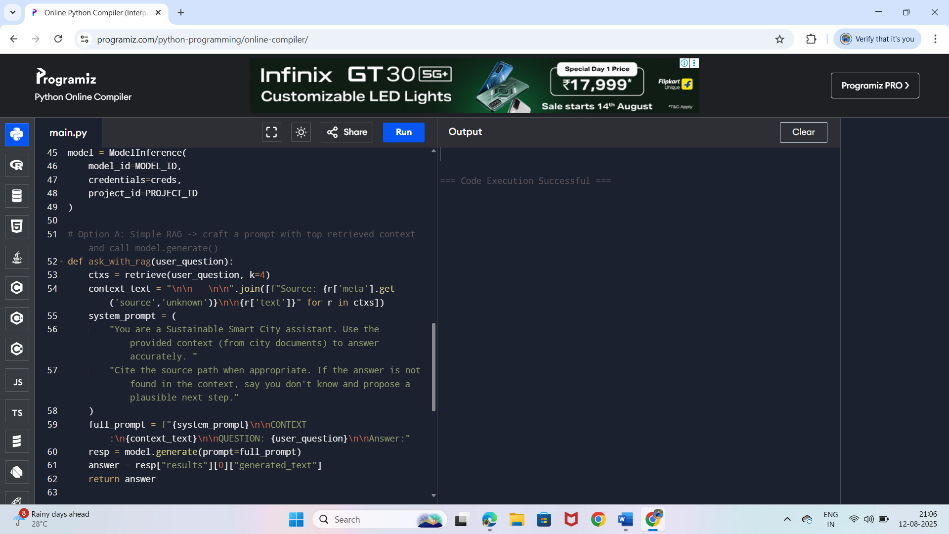 Online Python Compiler (Interp
programiz.com/python-programming/online-compiler/
Verify that it's you
Programiz
Python Online Compiler
Infinix GT 30 5G+
Customizable LED Lights
Special Day 1 Price
₹17,999*
Sale starts 14th August
Flipkart
Unique
*T&C Apply
Programiz PRO >
main.py
Share
Run
Output
Clear
45 model = ModelInference(
46 model_id=MODEL_ID,
47 credentials=creds,
48 project_id=PROJECT_ID
49 )
50
51 # Option A: Simple RAG -> craft a prompt with top retrieved context
and call model.generate()
52 def ask_with_rag(user_question):
53 ctxs = retrieve(user_question, k=4)
54 context_text = "\n\n \n\n".join([f"Source: {r['meta'].get
('source','unknown')}\n\n{r['text']}" for r in ctxs])
55 system_prompt = (
56 "You are a Sustainable Smart City assistant. Use the
provided context (from city documents) to answer
accurately. "
57 "Cite the source path when appropriate. If the answer is not
found in the context, say you don't know and propose a
plausible next step."
58 )
59 full_prompt = f"{system_prompt}\n\nCONTEXT
:\n{context_text}\n\nQUESTION: {user_question}\n\nAnswer:"
60 resp = model.generate(prompt=full_prompt)
61 answer = resp["results"][0]["generated_text"]
62 return answer
63
=== Code Execution Successful ===
JS
TS
8
Rainy days ahead
28°C
Search
ENG
IN
21:06
12-08-2025